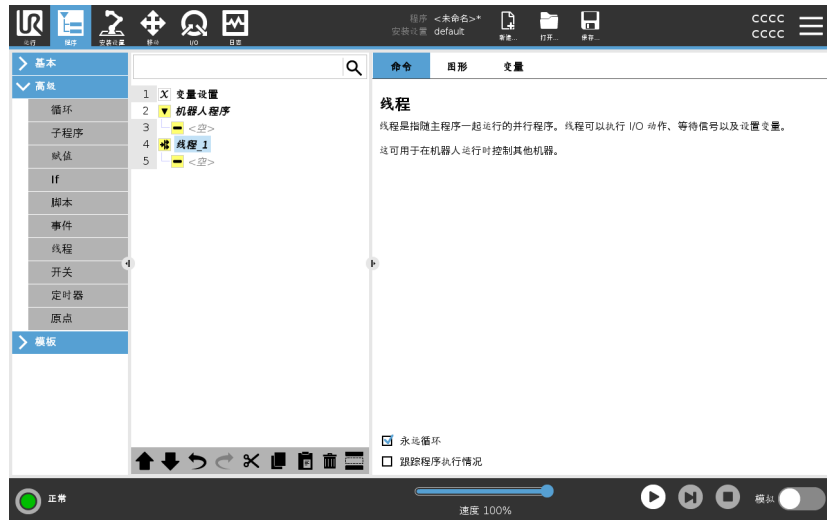 UR
运行
程序
安装设置
移动
I/O
日志
程序 <未命名>*
安装设置 default
新建...
打开...
保存...
CCCC
CCCC
基本
高级
循环
子程序
赋值
If
脚本
事件
线程
开关
定时器
原点
模板
1 X 变量设置
2 机器人程序
3 <空>
4 线程_1
5 <空>
命令 图形 变量
线程
线程是指随主程序一起运行的并行程序。线程可以执行 I/O 动作、等待信号以及设置变量。
这可用于在机器人运行时控制其他机器。
永远循环
跟踪程序执行情况
正常
速度 100%
模拟